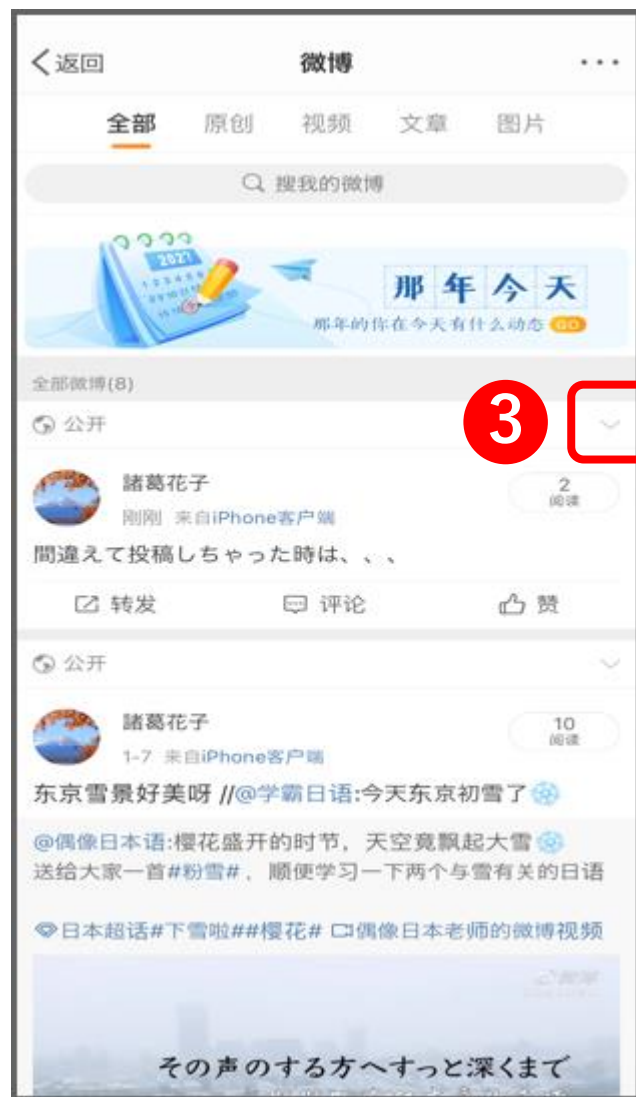 返回 微博 ...
全部 原创 视频 文章 图片
搜我的微博
2021
那年今天
那年的你在今天有什么动态 GO
全部微博(8)
3
公开
諸葛花子
2
阅读
刚刚 来自iPhone客户端
間違えて投稿しちゃった時は、、、
转发 评论 赞
公开
諸葛花子
10
阅读
1-7 来自iPhone客户端
东京雪景好美呀 //@学霸日语:今天东京初雪了
@偶像日本语:樱花盛开的时节，天空竟飘起大雪
送给大家一首#粉雪#，顺便学习一下两个与雪有关的日语
日本超话#下雪啦##樱花# 偶像日本老师的微博视频
その声のする方へすっと深くまで